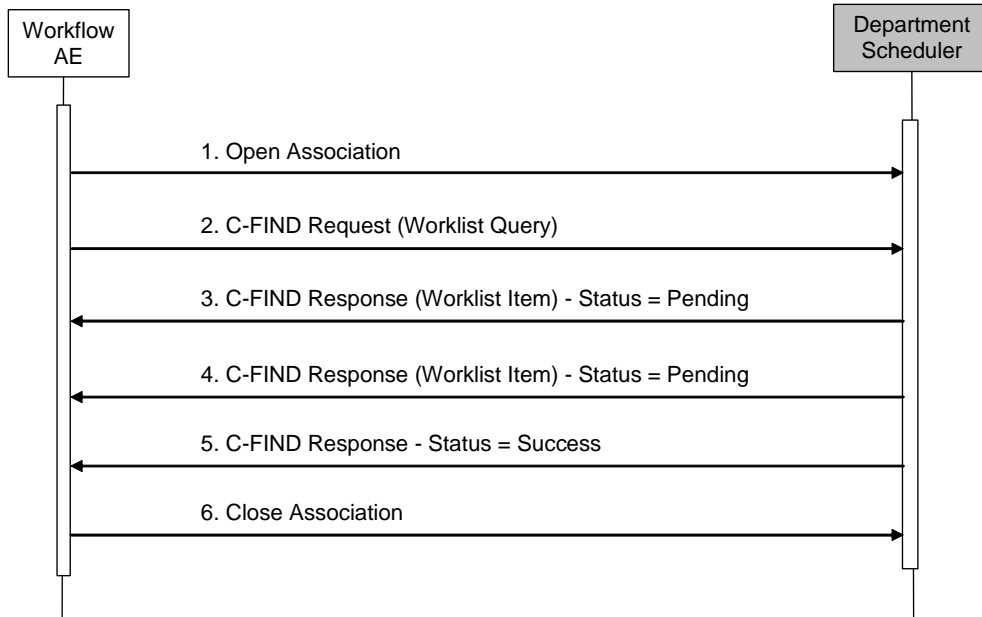 Workflow
AE
Department
Scheduler
1. Open Association
2. C-FIND Request (Worklist Query)
3. C-FIND Response (Worklist Item) - Status = Pending
4. C-FIND Response (Worklist Item) - Status = Pending
5. C-FIND Response - Status = Success
6. Close Association